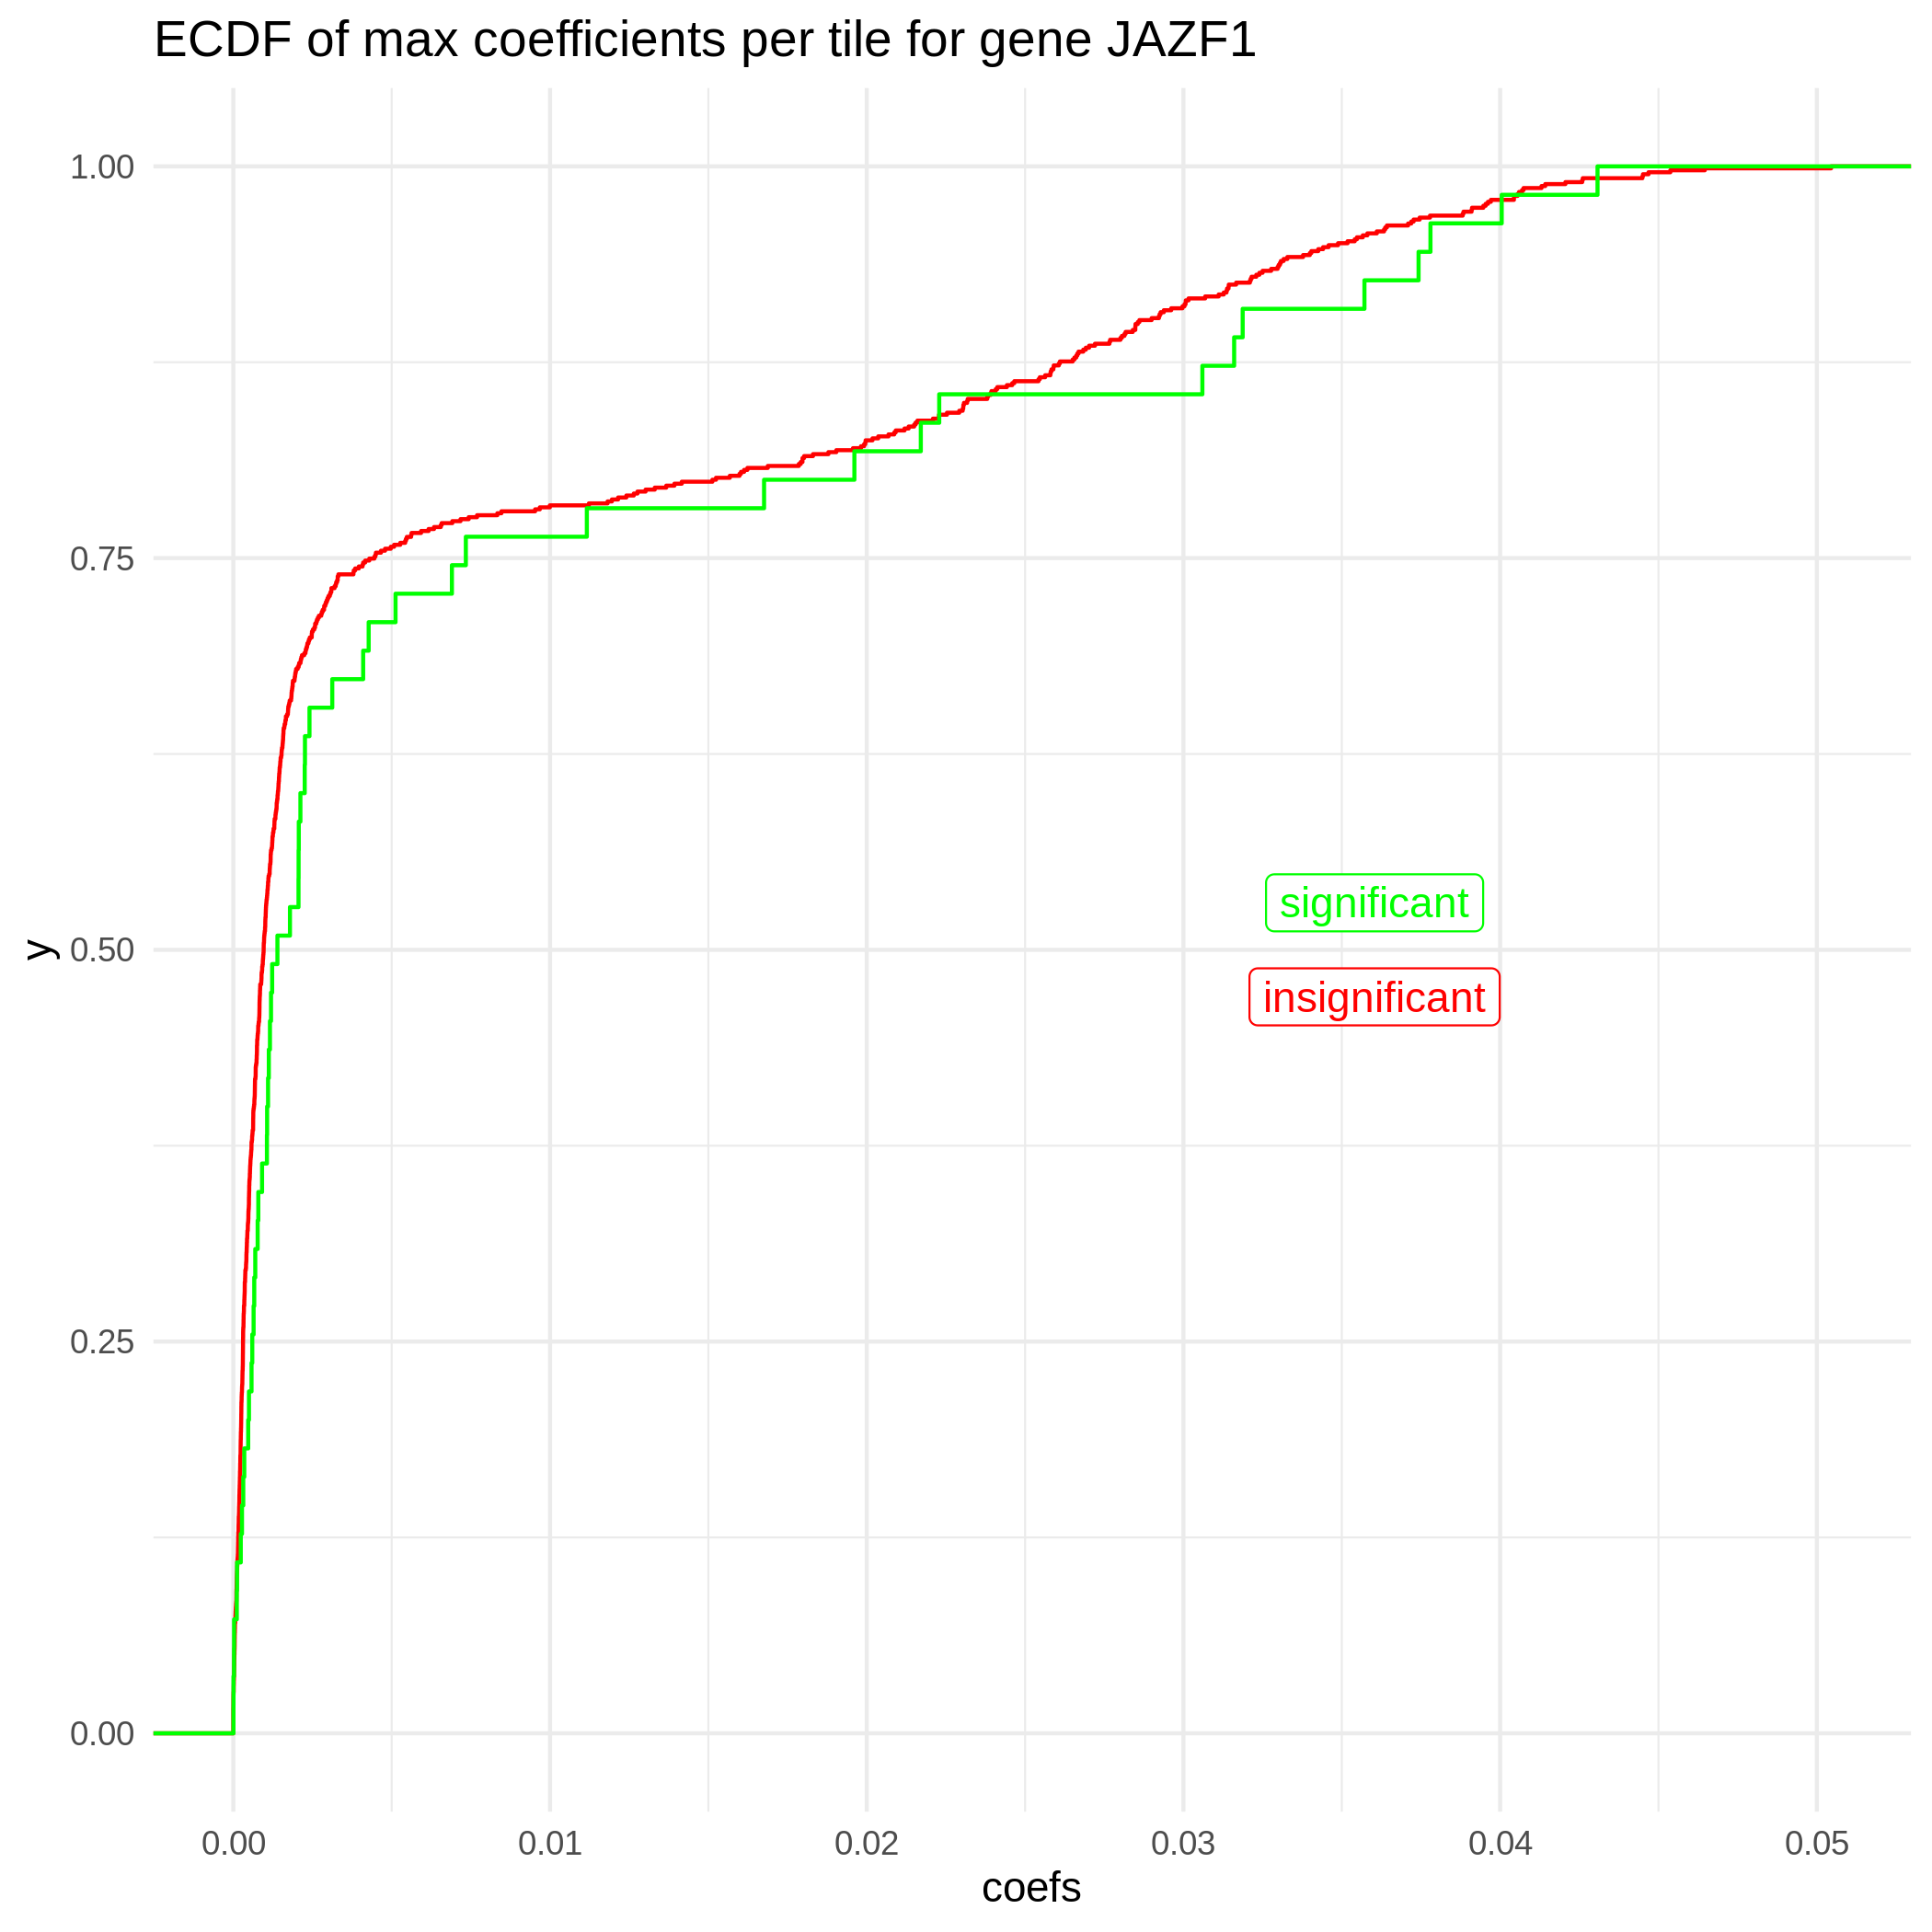 ECDF of max coefficients per tile for gene JAZF1
1.00
0.75
0.50
0.25
0.00
y
significant
insignificant
0.00 0.01 0.02 0.03 0.04 0.05
coefs